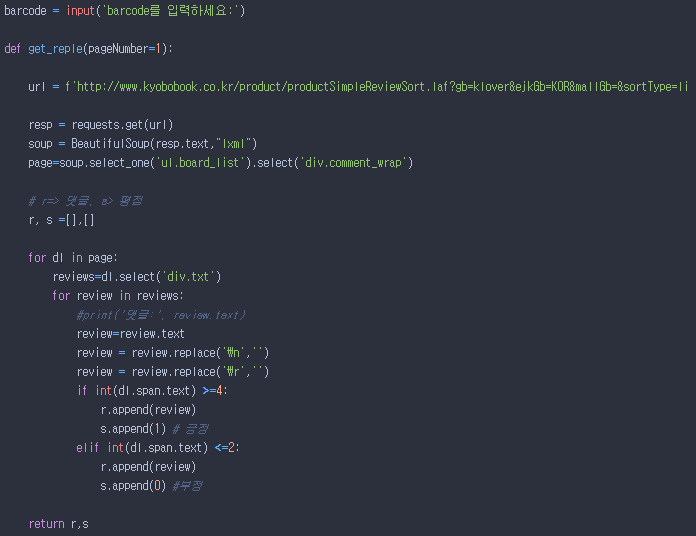 barcode = input('barcode를 입력하세요:')
def get_reple(pageNumber=1):
url = f'http://www.kyobobook.co.kr/product/productSimpleReviewSort.laf?gb=klover&ejkGb=KOR&mallGb=&sortType=li
resp = requests.get(url)
soup = BeautifulSoup(resp.text,"lxml")
page=soup.select_one('ul.board_list').select('div.comment_wrap')
# r=> 댓글, s> 평점
r, s =[],[]
for dl in page:
reviews=dl.select('div.txt')
for review in reviews:
#print('댓글:', review.text)
review=review.text
review = review.replace('₩n','')
review = review.replace('₩r','')
if int(dl.span.text) >=4:
r.append(review)
s.append(1) # 긍정
elif int(dl.span.text) <=2:
r.append(review)
s.append(0) #부정
return r,s